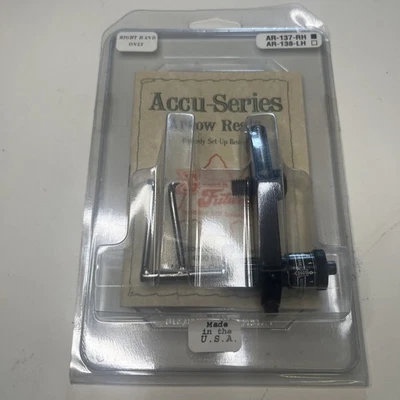 RIGHT HAND
ONLY
AR-137-RH
AR-138-LH
Accu-Series
Arrow Rest
Made
in the
U.S.A.